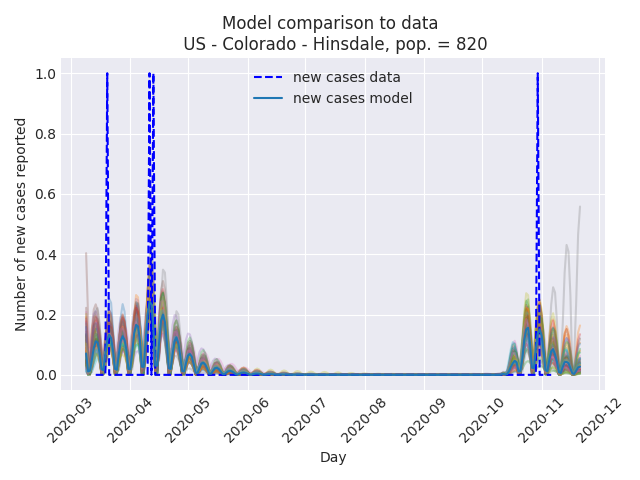 Model comparison to data
US - Colorado - Hinsdale, pop. = 820
new cases data
new cases model
Number of new cases reported
1.0
0.8
0.6
0.4
0.2
0.0
2020-03
2020-04
2020-05
2020-06
2020-07
2020-08
2020-09
2020-10
2020-11
2020-12
Day